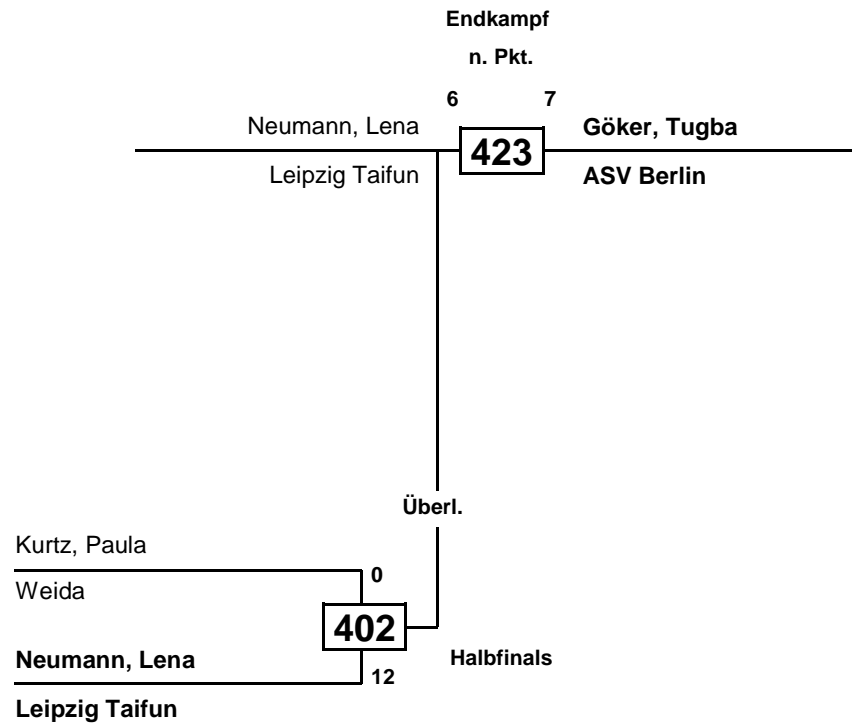 Endkampf
n. Pkt.
6 7
Neumann, Lena 423 Göker, Tugba
Leipzig Taifun ASV Berlin
Überl.
Kurtz, Paula
0
Weida
402
Neumann, Lena Halbfinals
12
Leipzig Taifun